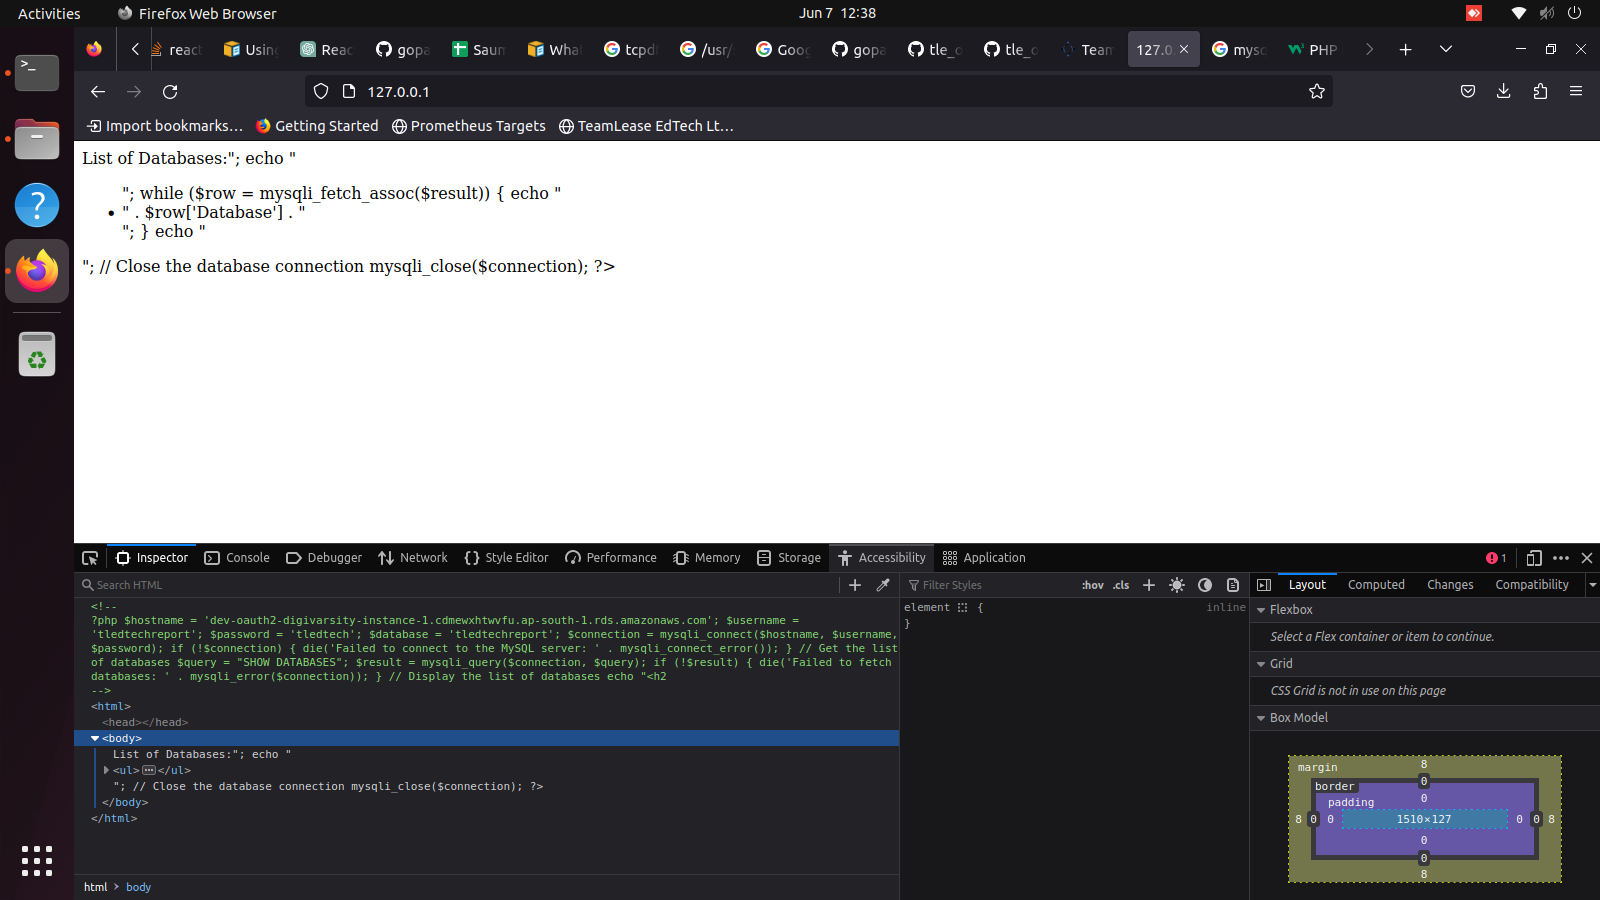 Activities
Firefox Web Browser
Jun 7 12:38
react
Using
Reac
gopa
Saum
What
tcpdf
/usr/
Goog
gopa
tle_o
tle_o
Team
127.0.
mysq
PHP
127.0.0.1
Import bookmarks...
Getting Started
Prometheus Targets
TeamLease EdTech Lt...
List of Databases:"; echo "
"; while ($row = mysqli_fetch_assoc($result)) { echo "
• " . $row['Database'] . "
"; } echo "
"; // Close the database connection mysqli_close($connection); ?>
Inspector
Console
Debugger
Network
Style Editor
Performance
Memory
Storage
Accessibility
Application
1
Search HTML
Filter Styles
:hov .cls
Layout
Computed
Changes
Compatibility
<!--
?php $hostname = 'dev-oauth2-digivarsity-instance-1.cdmewxhtwvfu.ap-south-1.rds.amazonaws.com'; $username =
'tledtechreport'; $password = 'tledtech'; $database = 'tledtechreport'; $connection = mysqli_connect($hostname, $username,
$password); if (!$connection) { die('Failed to connect to the MySQL server: ' . mysqli_connect_error()); } // Get the list
of databases $query = "SHOW DATABASES"; $result = mysqli_query($connection, $query); if (!$result) { die('Failed to fetch
databases: ' . mysqli_error($connection)); } // Display the list of databases echo "<h2
-->
<html>
<head></head>
<body>
List of Databases:"; echo "
<ul></ul>
"; // Close the database connection mysqli_close($connection); ?>
</body>
</html>
html > body
element {
inline
}
Flexbox
Select a Flex container or item to continue.
Grid
CSS Grid is not in use on this page
Box Model
margin
8
border
0
padding
0
8 0 0 1510×127 0 0 8
0
0
8